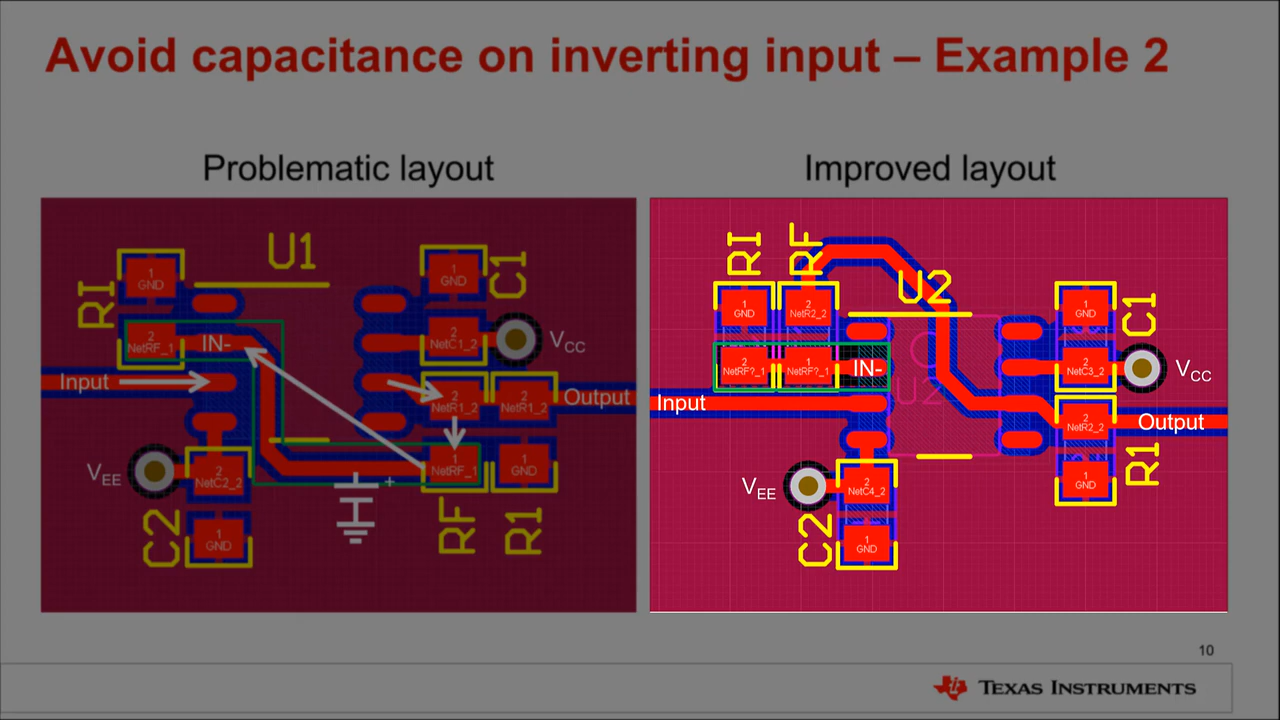 Avoid capacitance on inverting input – Example 2
Problematic layout
U1
RI
1
GND
2
NetRF_1
IN-
Input
VEE
2
NetC2_2
C2
1
GND
1
GND
C1
2
NetC1_2
VCC
2
NetR1_2
2
NetR1_2
Output
1
NetRF_1
1
GND
+
RF
R1
Improved layout
RI
RF
U2
1
GND
2
NetR2_2
2
NetRF?_1
1
NetRF?_1
IN-
U2
Input
VEE
2
NetC4_2
C2
1
GND
1
GND
C1
2
NetC3_2
VCC
2
NetR2_2
Output
R1
1
GND
10
TEXAS INSTRUMENTS